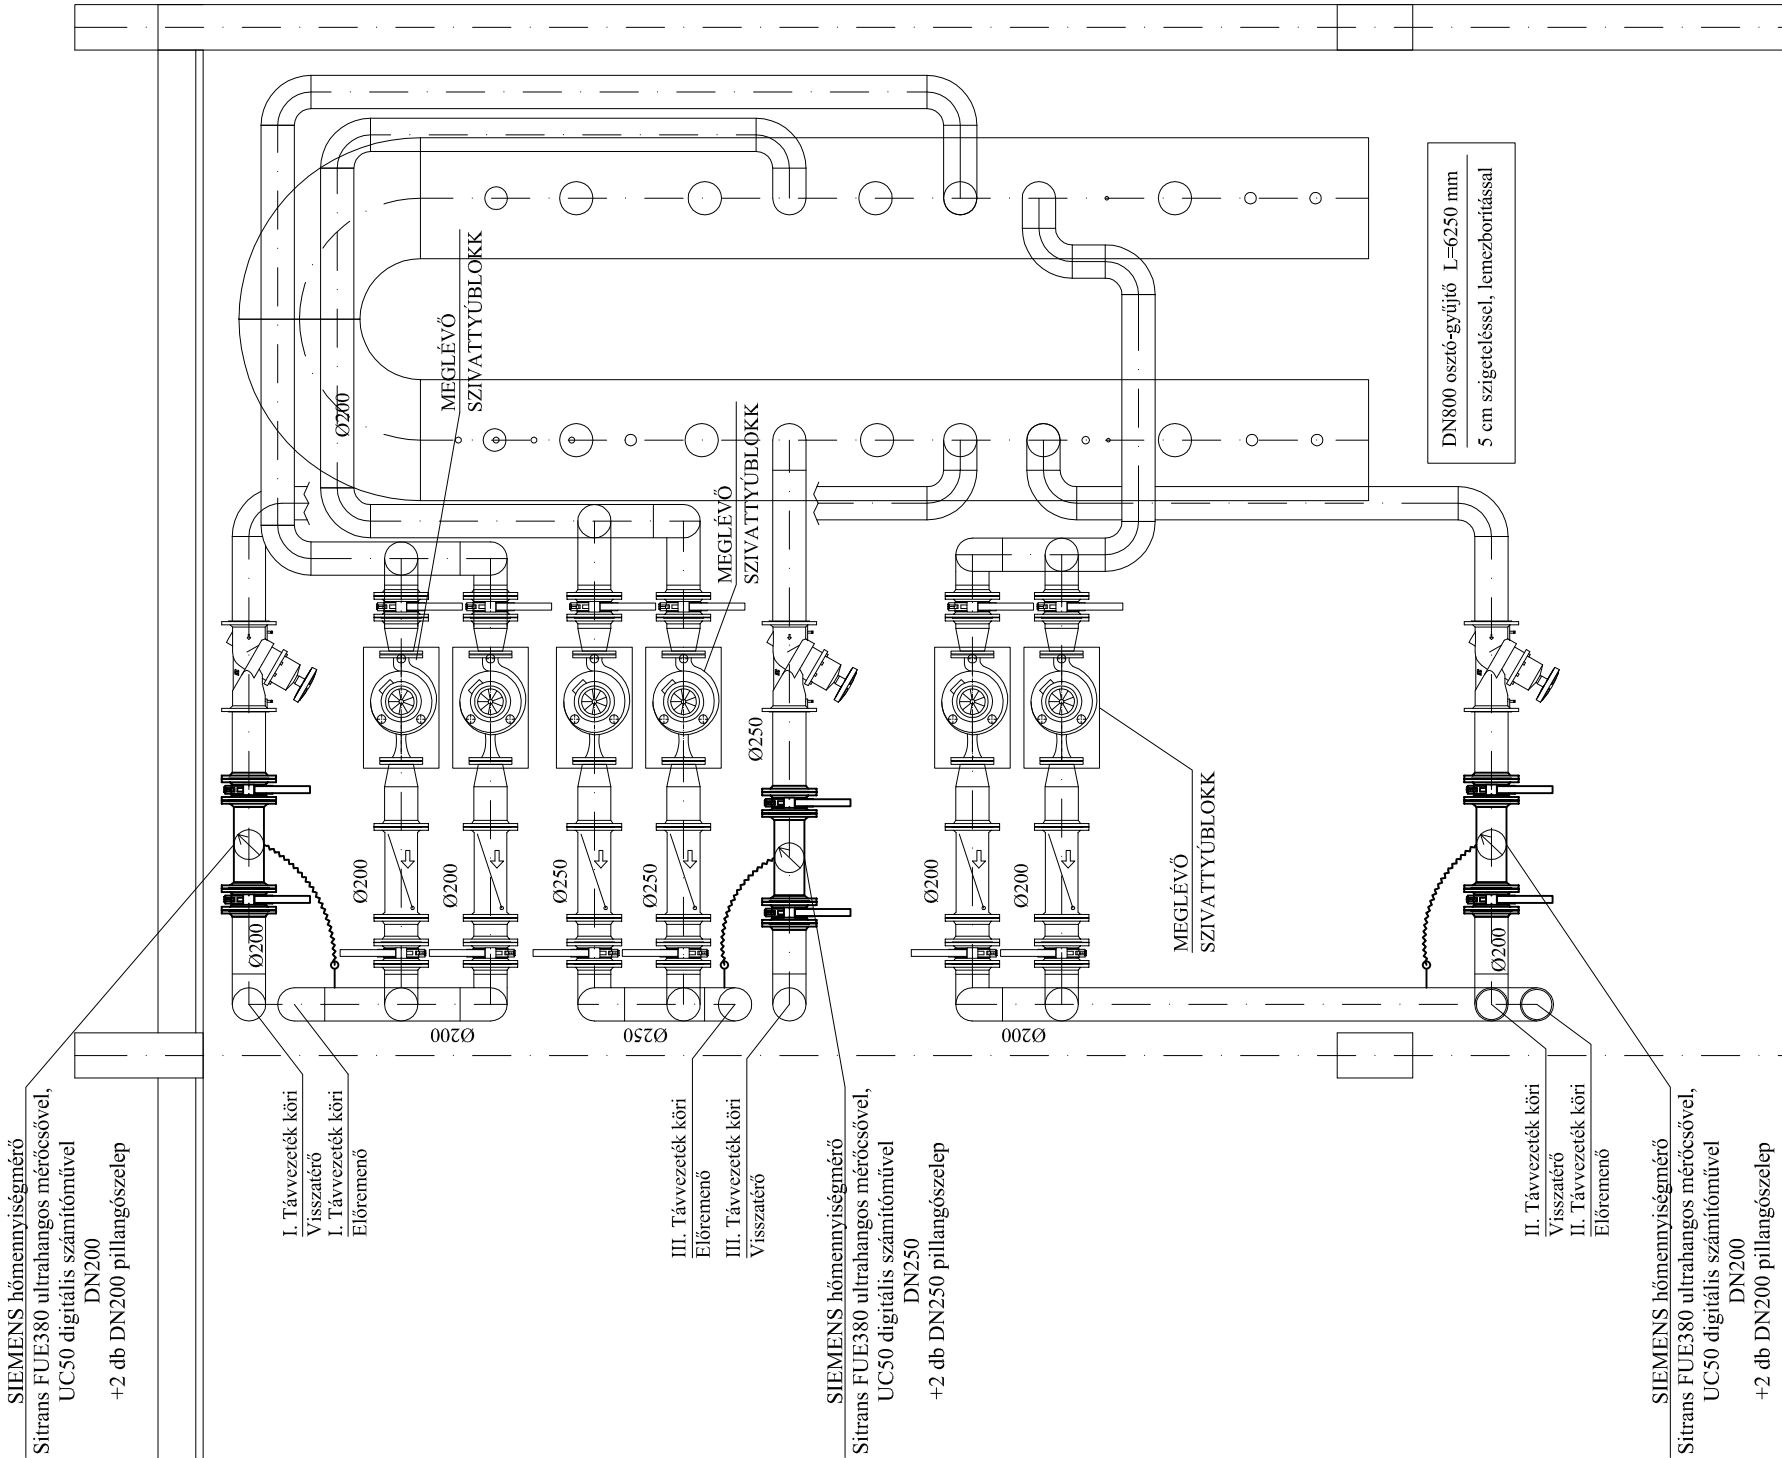 Ø200
MEGLÉVŐ
SZIVATTYÚBLOKK
MEGLÉVŐ
SZIVATTYÚBLOKK
DN800 osztó-gyűjtő L=6250 mm
5 cm szigeteléssel, lemezborítással
Ø250
Ø200
Ø200
Ø250
Ø250
Ø200
Ø200
MEGLÉVŐ
SZIVATTYÚBLOKK
Ø200
Ø200
Ø200
Ø250
Ø200
SIEMENS hőmennyiségmérő
Sitrans FUE380 ultrahangos mérőcsővel,
UC50 digitális számítóművel
DN200
+2 db DN200 pillangószelep
I. Távvezeték köri
Visszatérő
I. Távvezeték köri
Előremenő
III. Távvezeték köri
Előremenő
III. Távvezeték köri
Visszatérő
SIEMENS hőmennyiségmérő
Sitrans FUE380 ultrahangos mérőcsővel,
UC50 digitális számítóművel
DN250
+2 db DN250 pillangószelep
II. Távvezeték köri
Visszatérő
II. Távvezeték köri
Előremenő
SIEMENS hőmennyiségmérő
Sitrans FUE380 ultrahangos mérőcsővel,
UC50 digitális számítóművel
DN200
+2 db DN200 pillangószelep